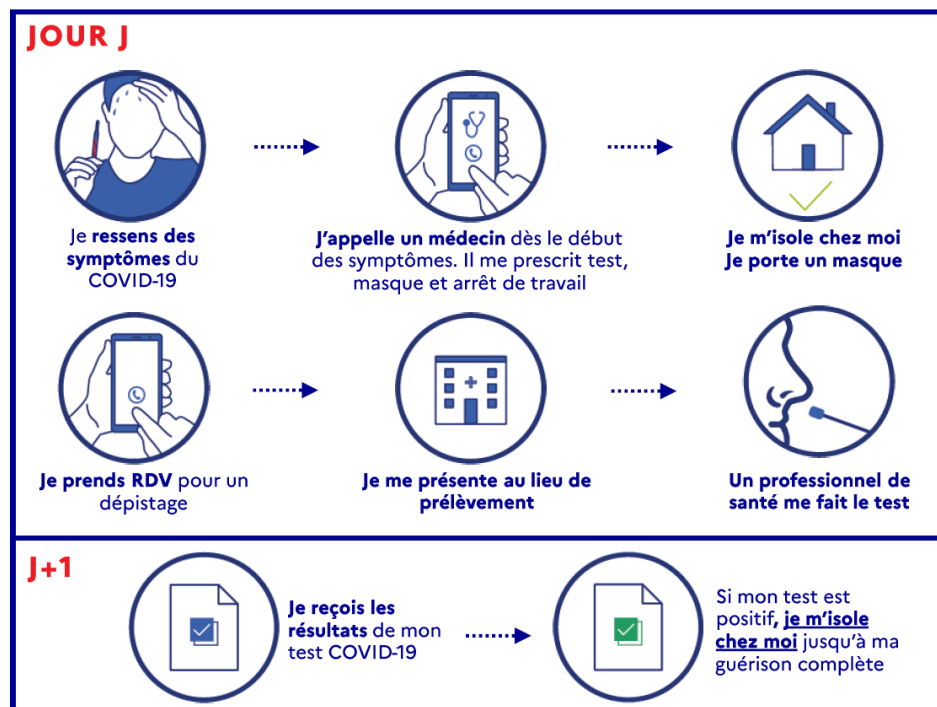 JOUR J
Je ressens des
symptômes du
COVID-19
J'appelle un médecin dès le début
des symptômes. Il me prescrit test,
masque et arrêt de travail
Je m'isole chez moi
Je porte un masque
Je prends RDV pour un
dépistage
Je me présente au lieu de
prélèvement
Un professionnel de
santé me fait le test
J+1
Je reçois les
résultats de mon
test COVID-19
Si mon test est
positif, je m'isole
chez moi jusqu'à ma
guérison complète